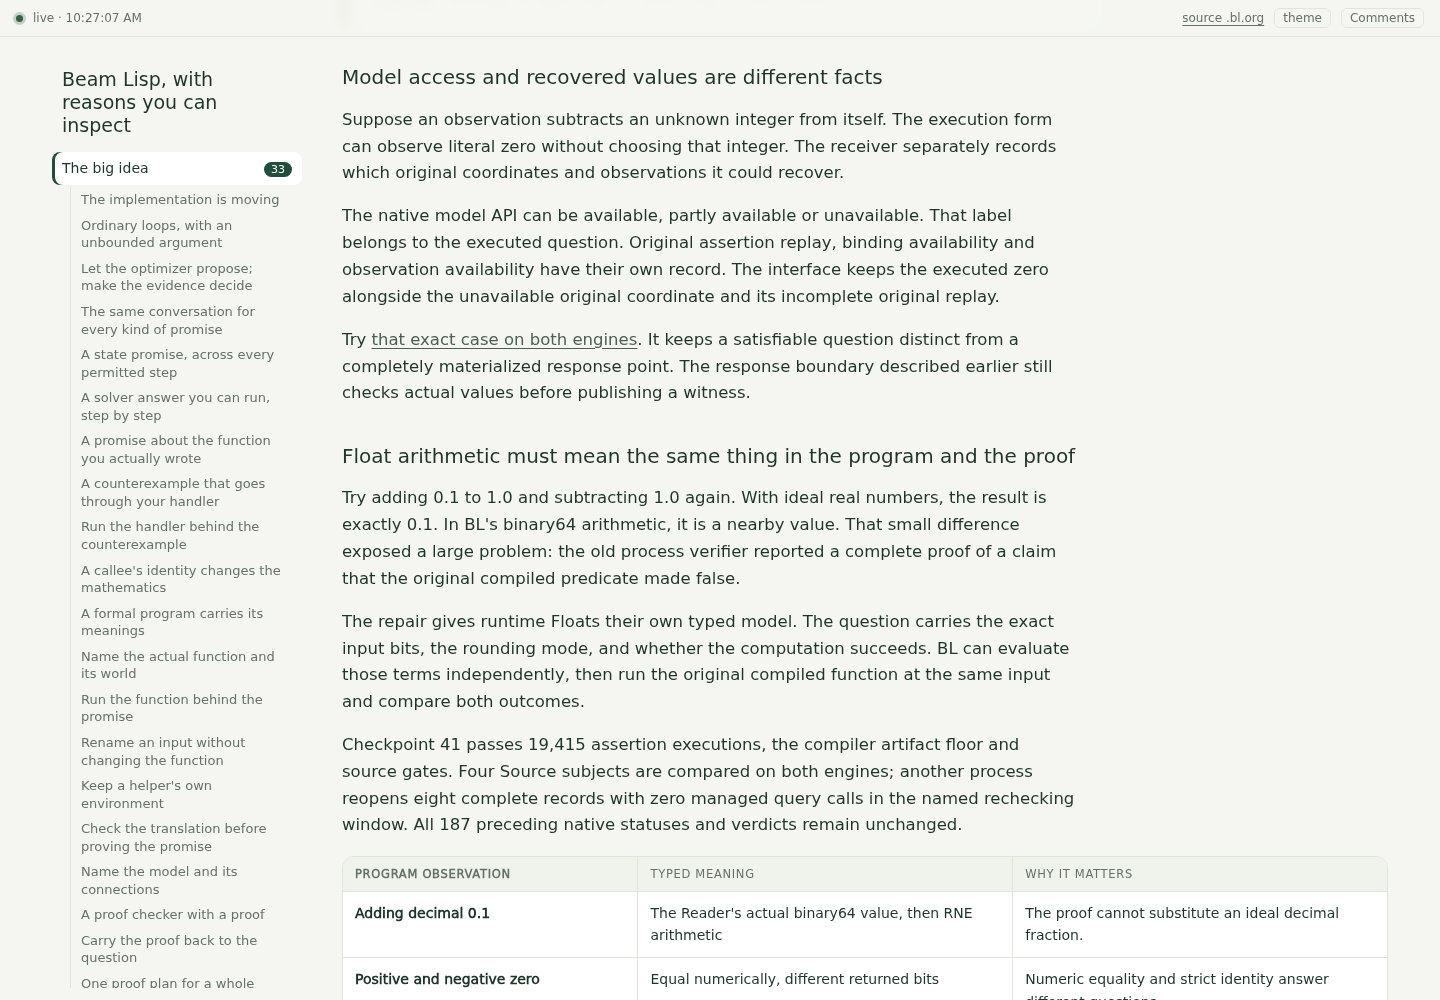 live · 10:27:07 AM
source .bl.org
theme
Comments
Beam Lisp, with
reasons you can
inspect
The big idea
33
The implementation is moving
Ordinary loops, with an
unbounded argument
Let the optimizer propose;
make the evidence decide
The same conversation for
every kind of promise
A state promise, across every
permitted step
A solver answer you can run,
step by step
A promise about the function
you actually wrote
A counterexample that goes
through your handler
Run the handler behind the
counterexample
A callee's identity changes the
mathematics
A formal program carries its
meanings
Name the actual function and
its world
Run the function behind the
promise
Rename an input without
changing the function
Keep a helper's own
environment
Check the translation before
proving the promise
Name the model and its
connections
A proof checker with a proof
Carry the proof back to the
question
One proof plan for a whole
Model access and recovered values are different facts
Suppose an observation subtracts an unknown integer from itself. The execution form
can observe literal zero without choosing that integer. The receiver separately records
which original coordinates and observations it could recover.
The native model API can be available, partly available or unavailable. That label
belongs to the executed question. Original assertion replay, binding availability and
observation availability have their own record. The interface keeps the executed zero
alongside the unavailable original coordinate and its incomplete original replay.
Try that exact case on both engines. It keeps a satisfiable question distinct from a
completely materialized response point. The response boundary described earlier still
checks actual values before publishing a witness.
Float arithmetic must mean the same thing in the program and the proof
Try adding 0.1 to 1.0 and subtracting 1.0 again. With ideal real numbers, the result is
exactly 0.1. In BL's binary64 arithmetic, it is a nearby value. That small difference
exposed a large problem: the old process verifier reported a complete proof of a claim
that the original compiled predicate made false.
The repair gives runtime Floats their own typed model. The question carries the exact
input bits, the rounding mode, and whether the computation succeeds. BL can evaluate
those terms independently, then run the original compiled function at the same input
and compare both outcomes.
Checkpoint 41 passes 19,415 assertion executions, the compiler artifact floor and
source gates. Four Source subjects are compared on both engines; another process
reopens eight complete records with zero managed query calls in the named rechecking
window. All 187 preceding native statuses and verdicts remain unchanged.
PROGRAM OBSERVATION
TYPED MEANING
WHY IT MATTERS
Adding decimal 0.1
The Reader's actual binary64 value, then RNE
arithmetic
The proof cannot substitute an ideal decimal
fraction.
Positive and negative zero
Equal numerically, different returned bits
Numeric equality and strict identity answer
different questions.